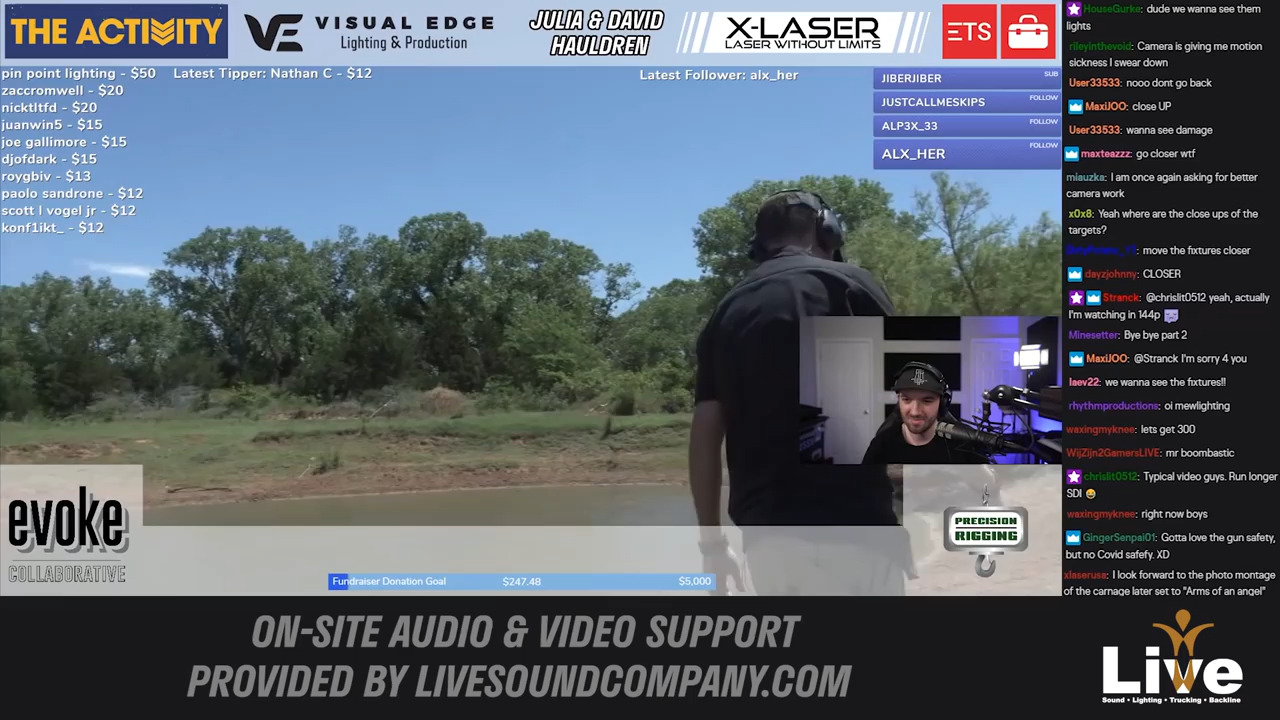 THE ACTIVITY
VE VISUAL EDGE
Lighting & Production
JULIA & DAVID
HAULDREN
X-LASER
LASER WITHOUT LIMITS
ETS
pin point lighting - $50
Latest Tipper: Nathan C - $12
Latest Follower: alx_her
zaccromwell - $20
nicktltfd - $20
juanwin5 - $15
joe gallimore - $15
djofdark - $15
roygbiv - $13
paolo sandrone - $12
scott l vogel jr - $12
konf1ikt_ - $12
JIBERJIBER SUB
JUSTCALLMESKIPS FOLLOW
ALP3X_33 FOLLOW
ALX_HER FOLLOW
HouseGurke: dude we wanna see them
lights
rileyinthevoid: Camera is giving me motion
sickness I swear down
User33533: nooo dont go back
MaxiJOO: close UP
User33533: wanna see damage
maxteazzz: go closer wtf
miauzka: I am once again asking for better
camera work
x0x8: Yeah where are the close ups of the
targets?
move the fixtures closer
dayzjohnny: CLOSER
Stranck: @chrislit0512 yeah, actually
I'm watching in 144p
Minesetter: Bye bye part 2
MaxiJOO: @Stranck I'm sorry 4 you
laev22: we wanna see the fixtures!!
rhythmproductions: oi mewlighting
waxingmyknee: lets get 300
WijZijn2GamersLIVE: mr boombastic
chrislit0512: Typical video guys. Run longer
SDI
waxingmyknee: right now boys
GingerSenpai01: Gotta love the gun safety,
but no Covid safefy. XD
xlaserusa: I look forward to the photo montage
of the carnage later set to "Arms of an angel"
evoke
COLLABORATIVE
PRECISION
RIGGING
Fundraiser Donation Goal $247.48 $5,000
ON-SITE AUDIO & VIDEO SUPPORT
PROVIDED BY LIVESOUNDCOMPANY.COM
Live
Sound • Lighting • Trucking • Backline